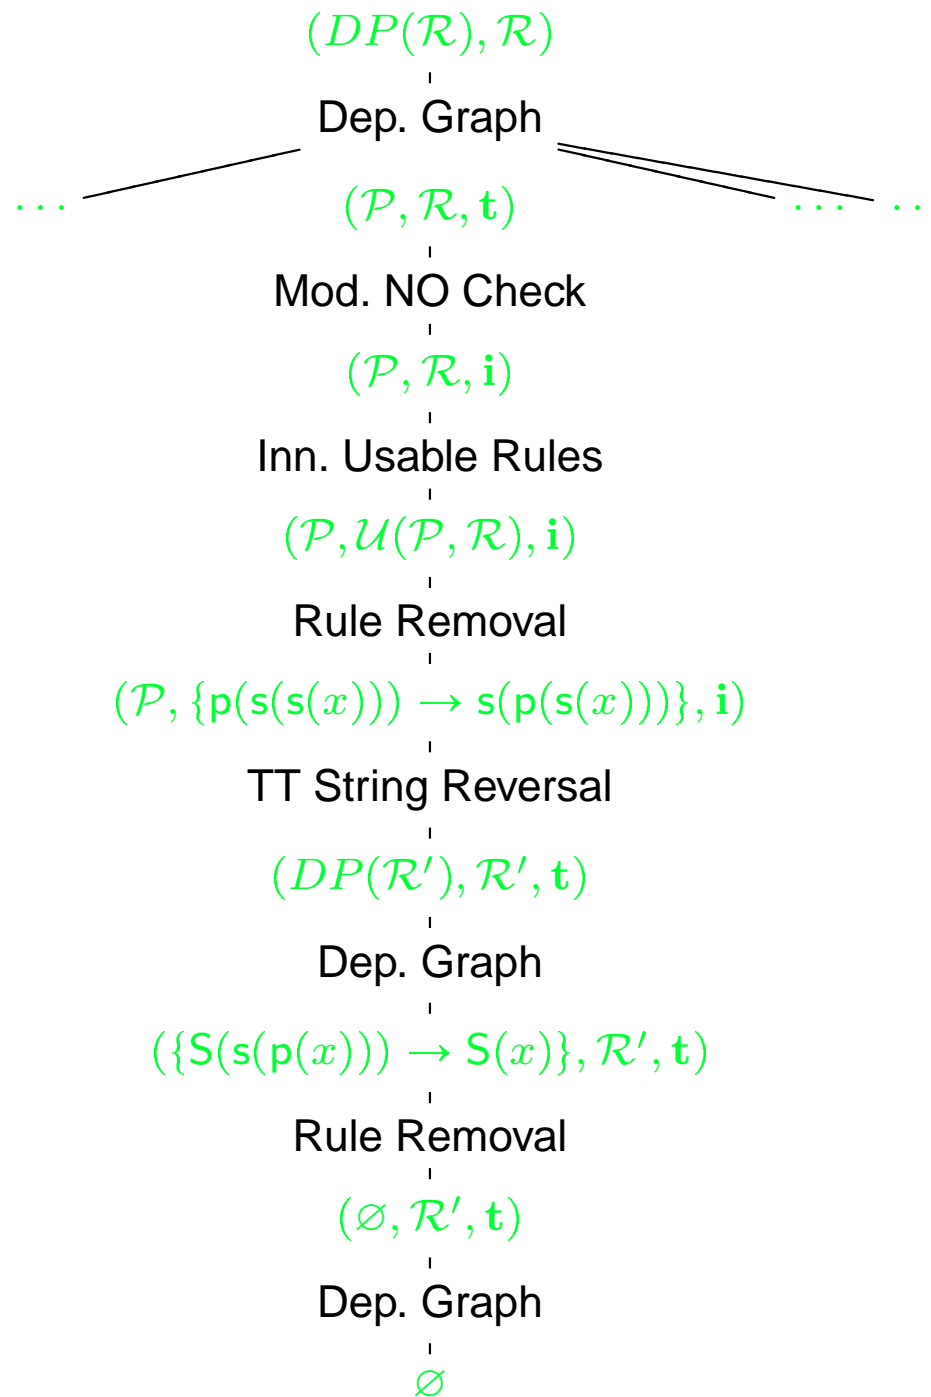 (DP(ℛ), ℛ)
Dep. Graph
... (𝒫, ℛ, t) ... ..
Mod. NO Check
(𝒫, ℛ, i)
Inn. Usable Rules
(𝒫, 𝒰(𝒫, ℛ), i)
Rule Removal
(𝒫, {p(s(s(x))) → s(p(s(x)))}, i)
TT String Reversal
(DP(ℛ′), ℛ′, t)
Dep. Graph
({S(s(p(x))) → S(x)}, ℛ′, t)
Rule Removal
(∅, ℛ′, t)
Dep. Graph
∅